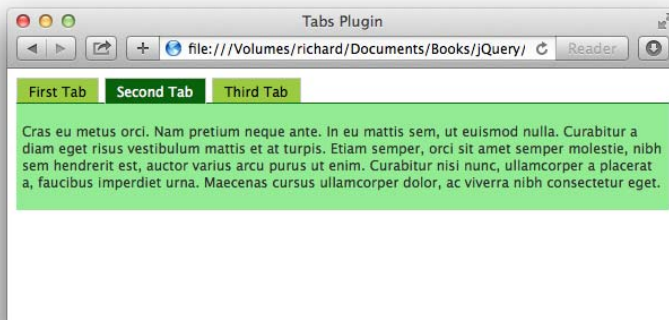 Tabs Plugin
file:///Volumes/richard/Documents/Books/jQuery/
Reader
First Tab
Second Tab
Third Tab
Cras eu metus orci. Nam pretium neque ante. In eu mattis sem, ut euismod nulla. Curabitur a
diam eget risus vestibulum mattis et at turpis. Etiam semper, orci sit amet semper molestie, nibh
sem hendrerit est, auctor varius arcu purus ut enim. Curabitur nisi nunc, ullamcorper a placerat
a, faucibus imperdiet urna. Maecenas cursus ullamcorper dolor, ac viverra nibh consectetur eget.